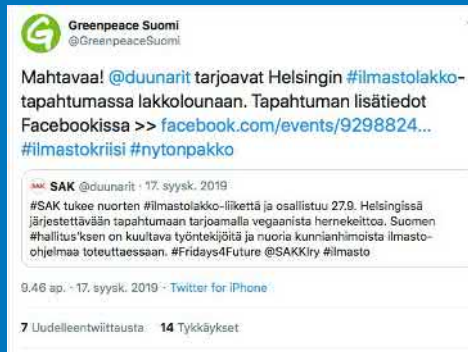 Greenpeace Suomi
@GreenpeaceSuomi
Mahtavaa! @duunarit tarjoavat Helsingin #ilmastolakko-
tapahtumassa lakkolounaan. Tapahtuman lisätiedot
Facebookissa >> facebook.com/events/9298824...
#ilmastokriisi #nytonpakko
SAK SAK @duunarit · 17. syysk. 2019
#SAK tukee nuorten #ilmastolakko-liikettä ja osallistuu 27.9. Helsingissä
järjestettävään tapahtumaan tarjoamalla vegaanista hernekeittoa. Suomen
#hallitus'ksen on kuultava työntekijöitä ja nuoria kunnianhimoista ilmasto-
ohjelmaa toteuttaessaan. #Fridays4Future @SAKKIry #ilmasto
9.46 ap. · 17. syysk. 2019 · Twitter for iPhone
7 Uudelleentwiittausta 14 Tykkäykset